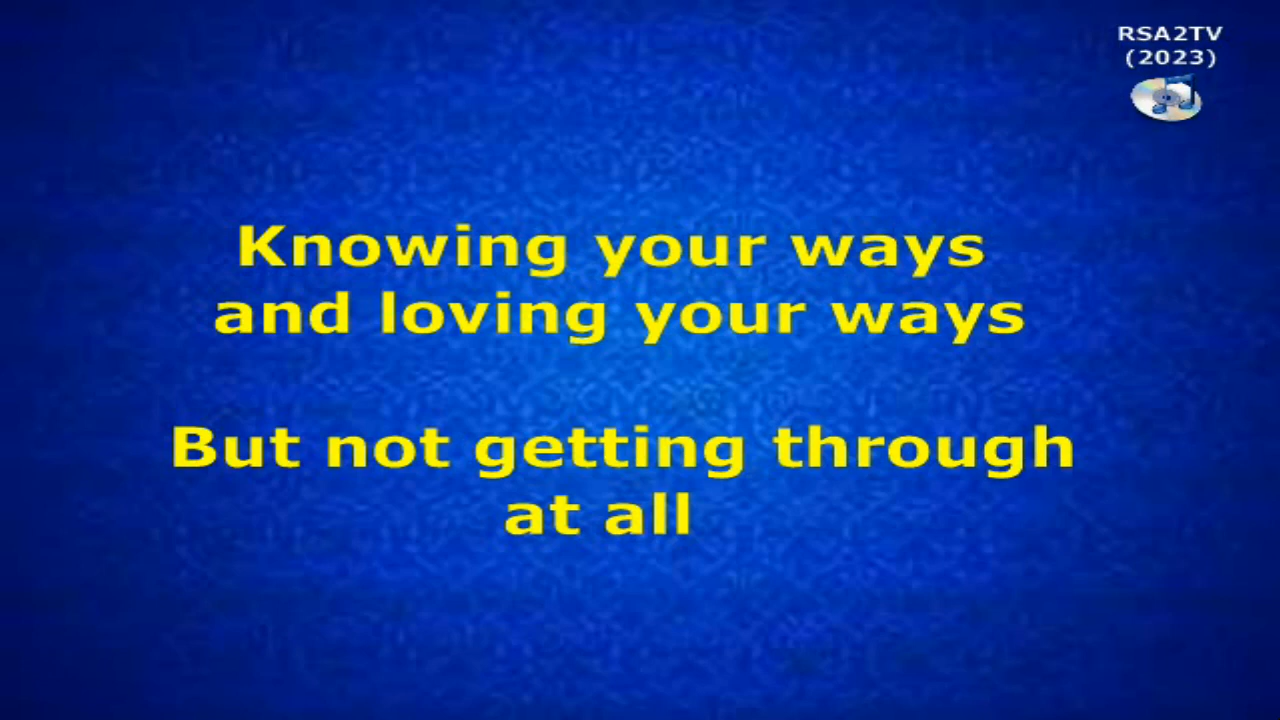 RSA2TV
(2023)
Knowing your ways
and loving your ways
But not getting through
at all